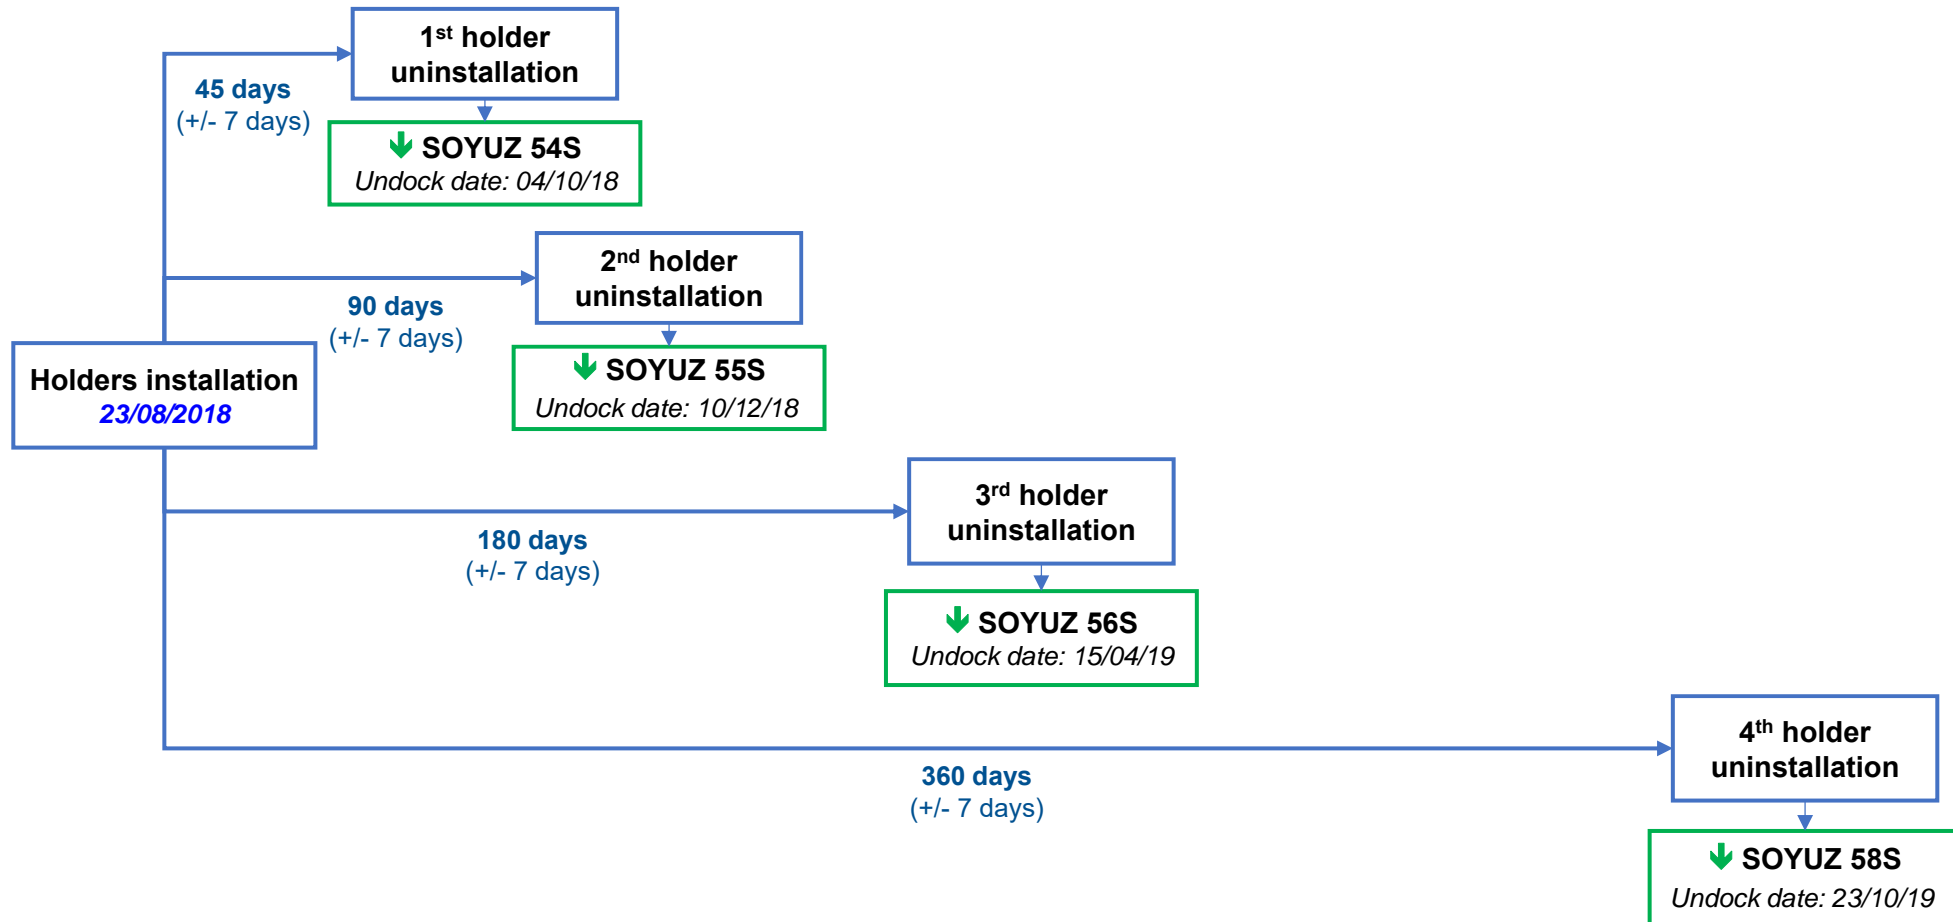 1st holder
uninstallation
45 days
(+/- 7 days)
SOYUZ 54S
Undock date: 04/10/18
2nd holder
uninstallation
90 days
(+/- 7 days)
SOYUZ 55S
Undock date: 10/12/18
Holders installation
23/08/2018
3rd holder
uninstallation
180 days
(+/- 7 days)
SOYUZ 56S
Undock date: 15/04/19
4th holder
uninstallation
360 days
(+/- 7 days)
SOYUZ 58S
Undock date: 23/10/19